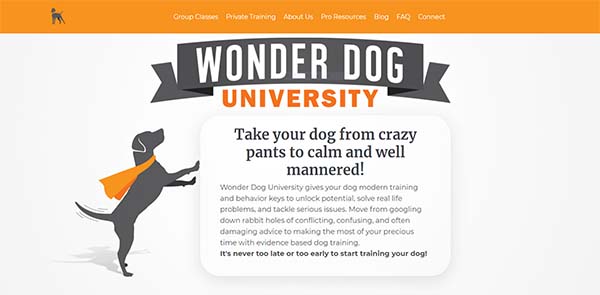 Group Classes Private Training About Us Pro Resources Blog FAQ Connect
WONDER DOG
UNIVERSITY
Take your dog from crazy
pants to calm and well
mannered!
Wonder Dog University gives your dog modern training
and behavior keys to unlock potential, solve real life
problems, and tackle serious issues. Move from googling
down rabbit holes of conflicting, confusing, and often
damaging advice to making the most of your precious
time with evidence based dog training.
It's never too late or too early to start training your dog!